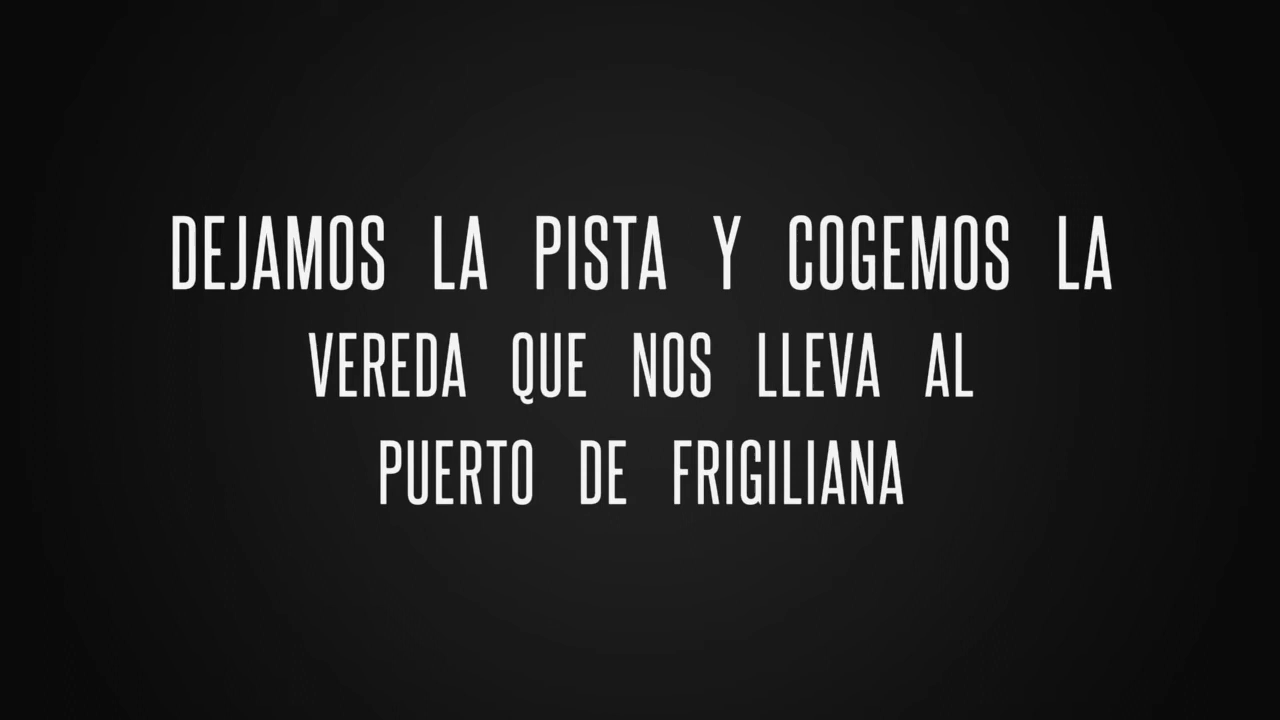 DEJAMOS LA PISTA Y COGEMOS LA
VEREDA QUE NOS LLEVA AL
PUERTO DE FRIGILIANA